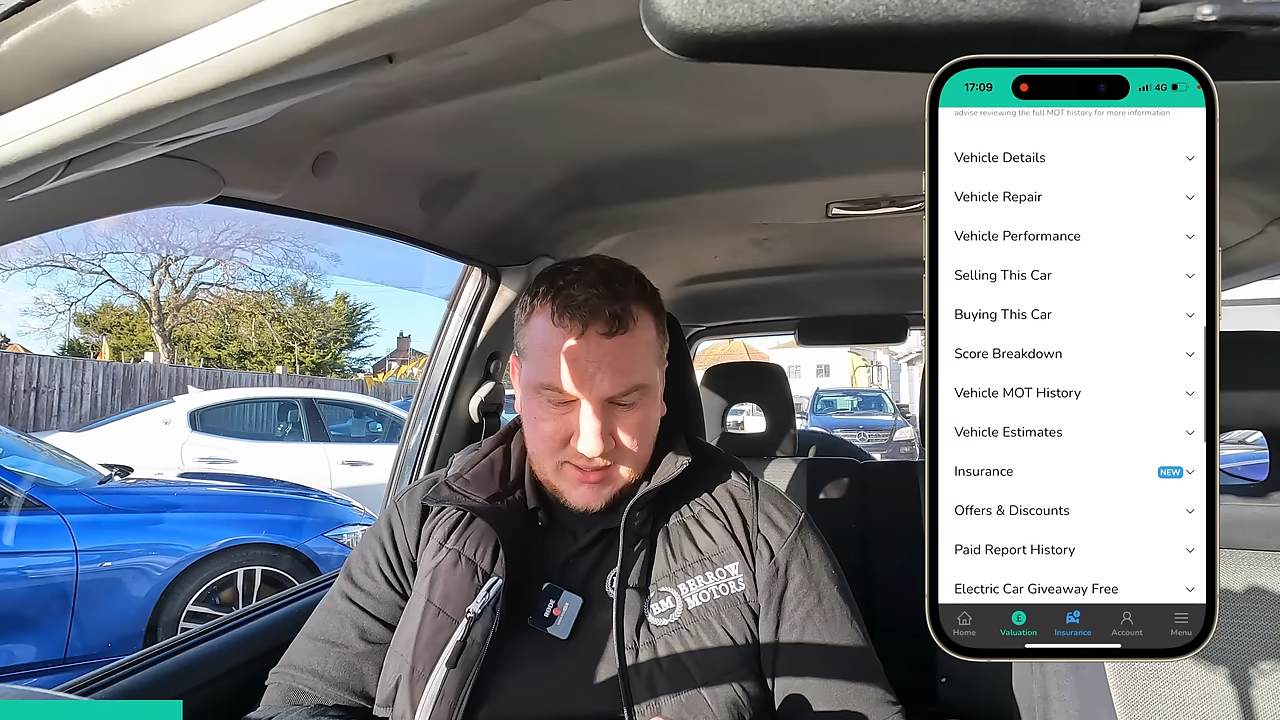 17:09
4G
advise reviewing the full MOT history for more information
Vehicle Details
Vehicle Repair
Vehicle Performance
Selling This Car
Buying This Car
Score Breakdown
Vehicle MOT History
Vehicle Estimates
Insurance NEW
Offers & Discounts
Paid Report History
Electric Car Giveaway Free
Home Valuation Insurance Account Menu
BM BERROW
MOTORS
RODE